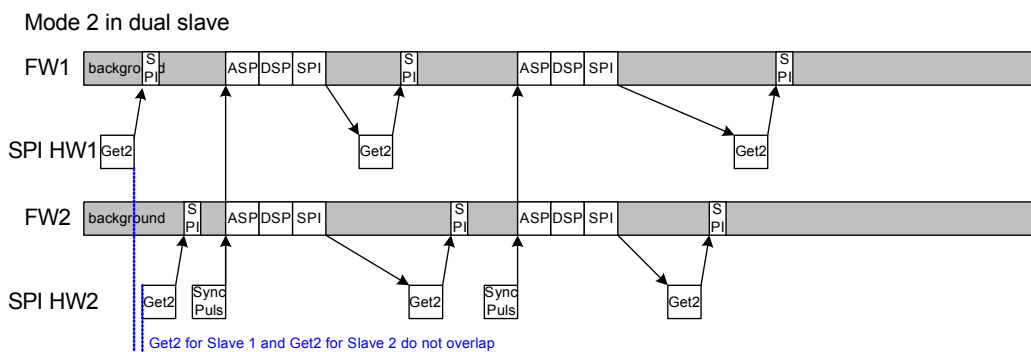 Mode 2 in dual slave
FW1
background
S
PI
ASP DSP SPI
S
PI
ASP DSP SPI
S
PI
SPI HW1
Get2
Get2
Get2
FW2
background
S
PI
ASP DSP SPI
S
PI
ASP DSP SPI
S
PI
SPI HW2
Get2
Sync
Puls
Get2
Sync
Puls
Get2
Get2 for Slave 1 and Get2 for Slave 2 do not overlap